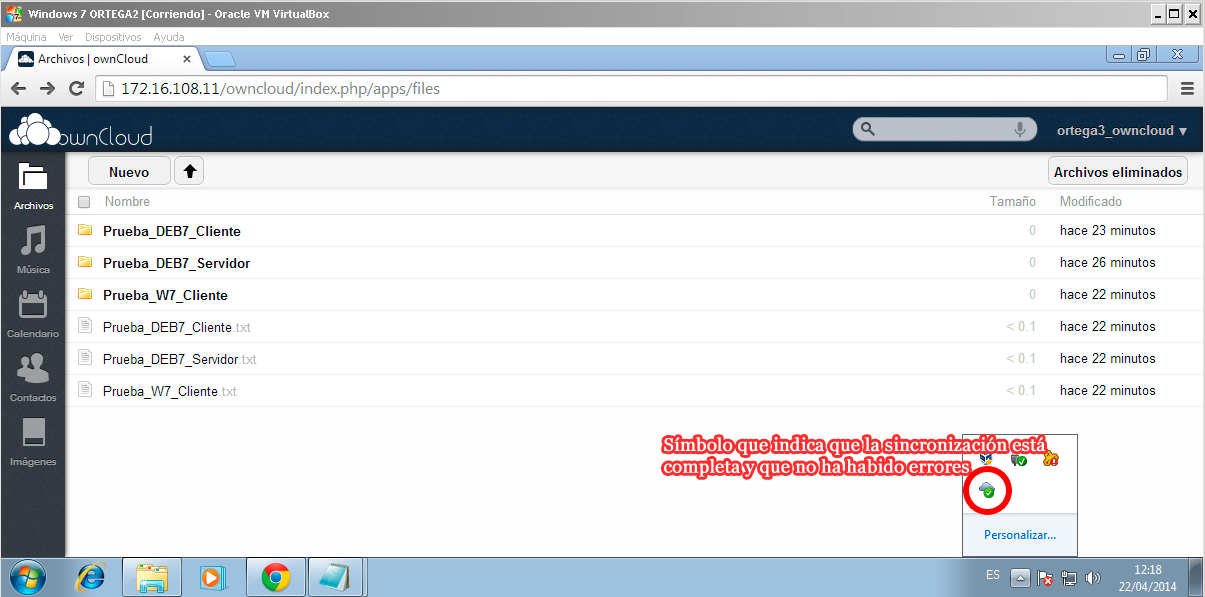 Windows 7 ORTEGA2 [Corriendo] - Oracle VM VirtualBox
Máquina Ver Dispositivos Ayuda
Archivos | ownCloud
172.16.108.11/owncloud/index.php/apps/files
ownCloud
ortega3_owncloud
Nuevo
Archivos eliminados
Archivos
Nombre Tamaño Modificado
Prueba_DEB7_Cliente 0 hace 23 minutos
Música
Prueba_DEB7_Servidor 0 hace 26 minutos
Prueba_W7_Cliente 0 hace 22 minutos
Calendario
Prueba_DEB7_Cliente.txt < 0.1 hace 22 minutos
Prueba_DEB7_Servidor.txt < 0.1 hace 22 minutos
Contactos
Prueba_W7_Cliente.txt < 0.1 hace 22 minutos
Imágenes
Símbolo que indica que la sincronización está
completa y que no ha habido errores
Personalizar...
ES
12:18
22/04/2014